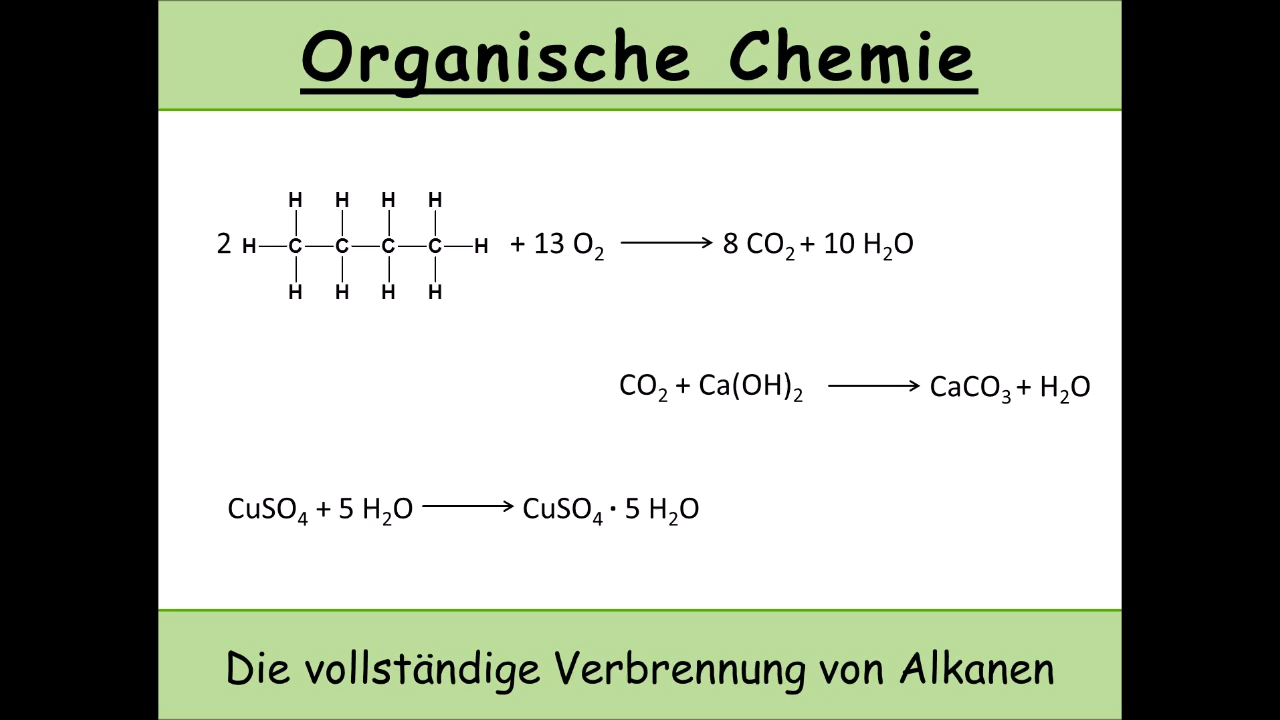 Organische Chemie
H H H H
2 H—C—C—C—C—H + 13 O₂ ⟶ 8 CO₂ + 10 H₂O
H H H H
CO₂ + Ca(OH)₂ ⟶ CaCO₃ + H₂O
CuSO₄ + 5 H₂O ⟶ CuSO₄ · 5 H₂O
Die vollständige Verbrennung von Alkanen